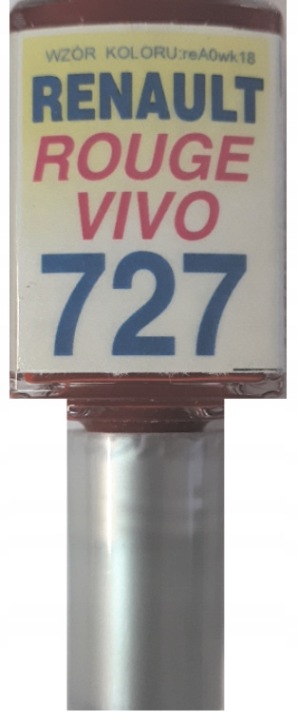 WZÓR KOLORU:reA0wk18
RENAULT
ROUGE
VIVO
727